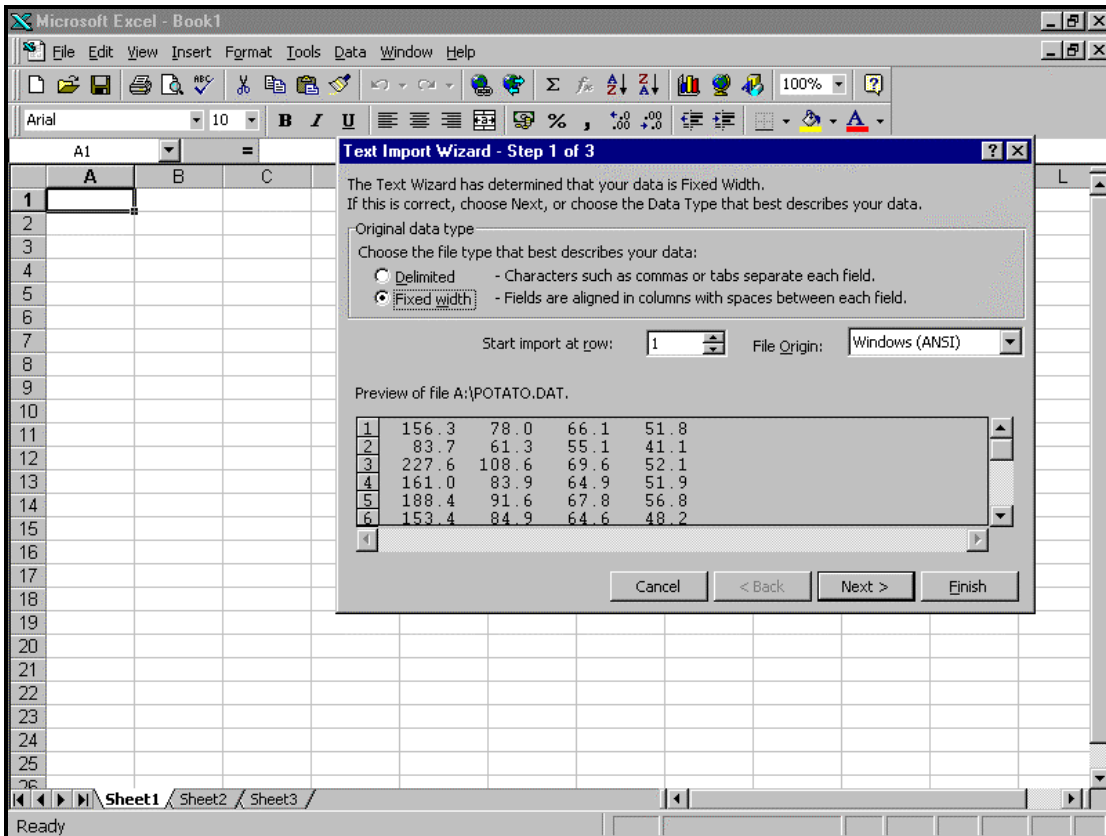 Microsoft Excel - Book1
File Edit View Insert Format Tools Data Window Help
ABC Σ fx A Z Z A 100% ?
Arial 10 B I U % , .0 .00 .00 .0 A
A1 =
Text Import Wizard - Step 1 of 3
A B C L
The Text Wizard has determined that your data is Fixed Width.
If this is correct, choose Next, or choose the Data Type that best describes your data.
Original data type
Choose the file type that best describes your data:
Delimited - Characters such as commas or tabs separate each field.
Fixed width - Fields are aligned in columns with spaces between each field.
Start import at row: 1 File Origin: Windows (ANSI)
Preview of file A:\POTATO.DAT.
1 156.3 78.0 66.1 51.8
2 83.7 61.3 55.1 41.1
3 227.6 108.6 69.6 52.1
4 161.0 83.9 64.9 51.9
5 188.4 91.6 67.8 56.8
6 153.4 84.9 64.6 48.2
Cancel < Back Next > Finish
1
2
3
4
5
6
7
8
9
10
11
12
13
14
15
16
17
18
19
20
21
22
23
24
25
26
Sheet1 Sheet2 Sheet3
Ready